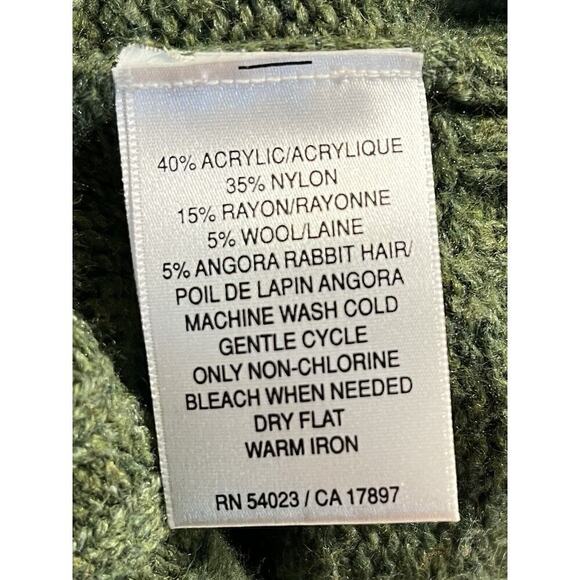 40% ACRYLIC/ACRYLIQUE
35% NYLON
15% RAYON/RAYONNE
5% WOOL/LAINE
5% ANGORA RABBIT HAIR/
POIL DE LAPIN ANGORA
MACHINE WASH COLD
GENTLE CYCLE
ONLY NON-CHLORINE
BLEACH WHEN NEEDED
DRY FLAT
WARM IRON
RN 54023 / CA 17897